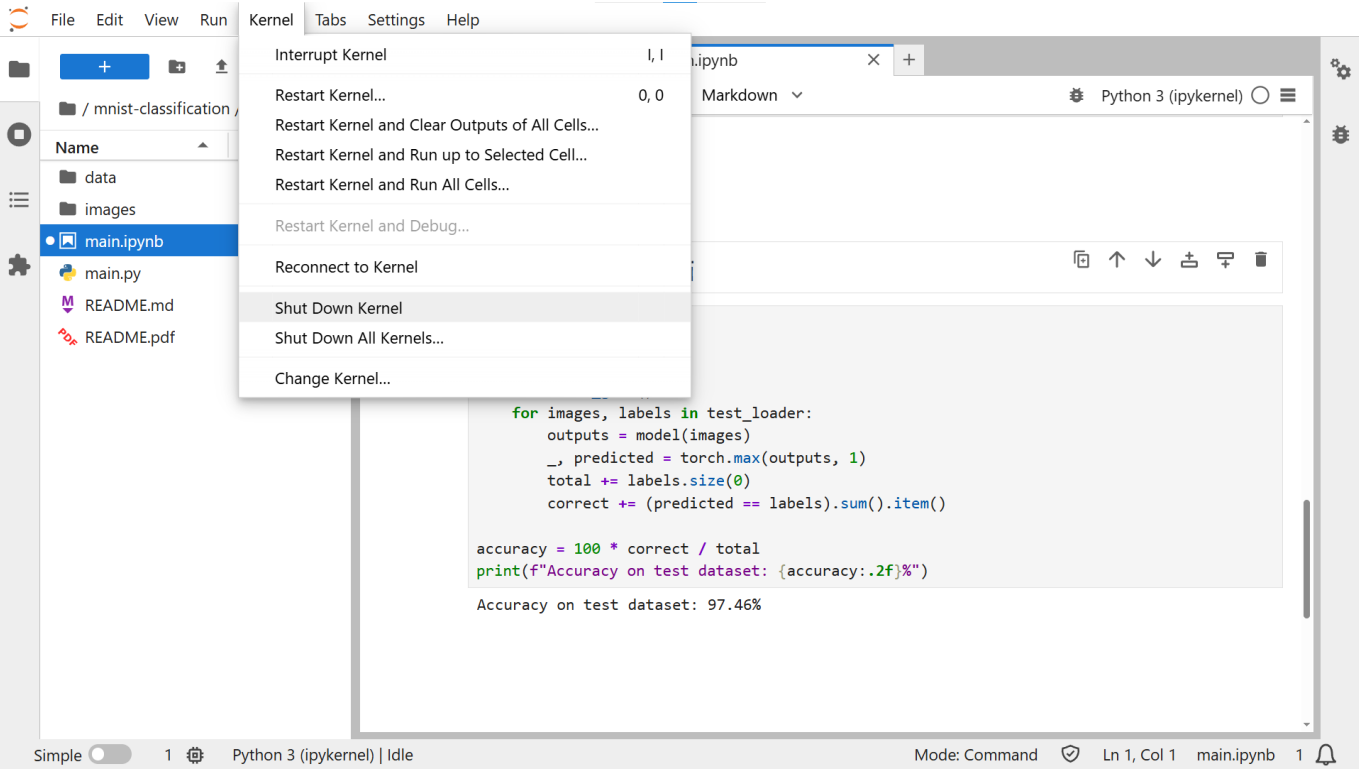 File Edit View Run Kernel Tabs Settings Help
Interrupt Kernel I, I
Restart Kernel... 0, 0
Restart Kernel and Clear Outputs of All Cells...
Restart Kernel and Run up to Selected Cell...
Restart Kernel and Run All Cells...
Restart Kernel and Debug...
Reconnect to Kernel
Shut Down Kernel
Shut Down All Kernels...
Change Kernel...
+
/ mnist-classification /
Name
data
images
main.ipynb
main.py
README.md
README.pdf
.ipynb
+
Markdown
Python 3 (ipykernel)
for images, labels in test_loader:
outputs = model(images)
_, predicted = torch.max(outputs, 1)
total += labels.size(0)
correct += (predicted == labels).sum().item()
accuracy = 100 * correct / total
print(f"Accuracy on test dataset: {accuracy:.2f}%")
Accuracy on test dataset: 97.46%
Simple 1 Python 3 (ipykernel) | Idle Mode: Command Ln 1, Col 1 main.ipynb 1